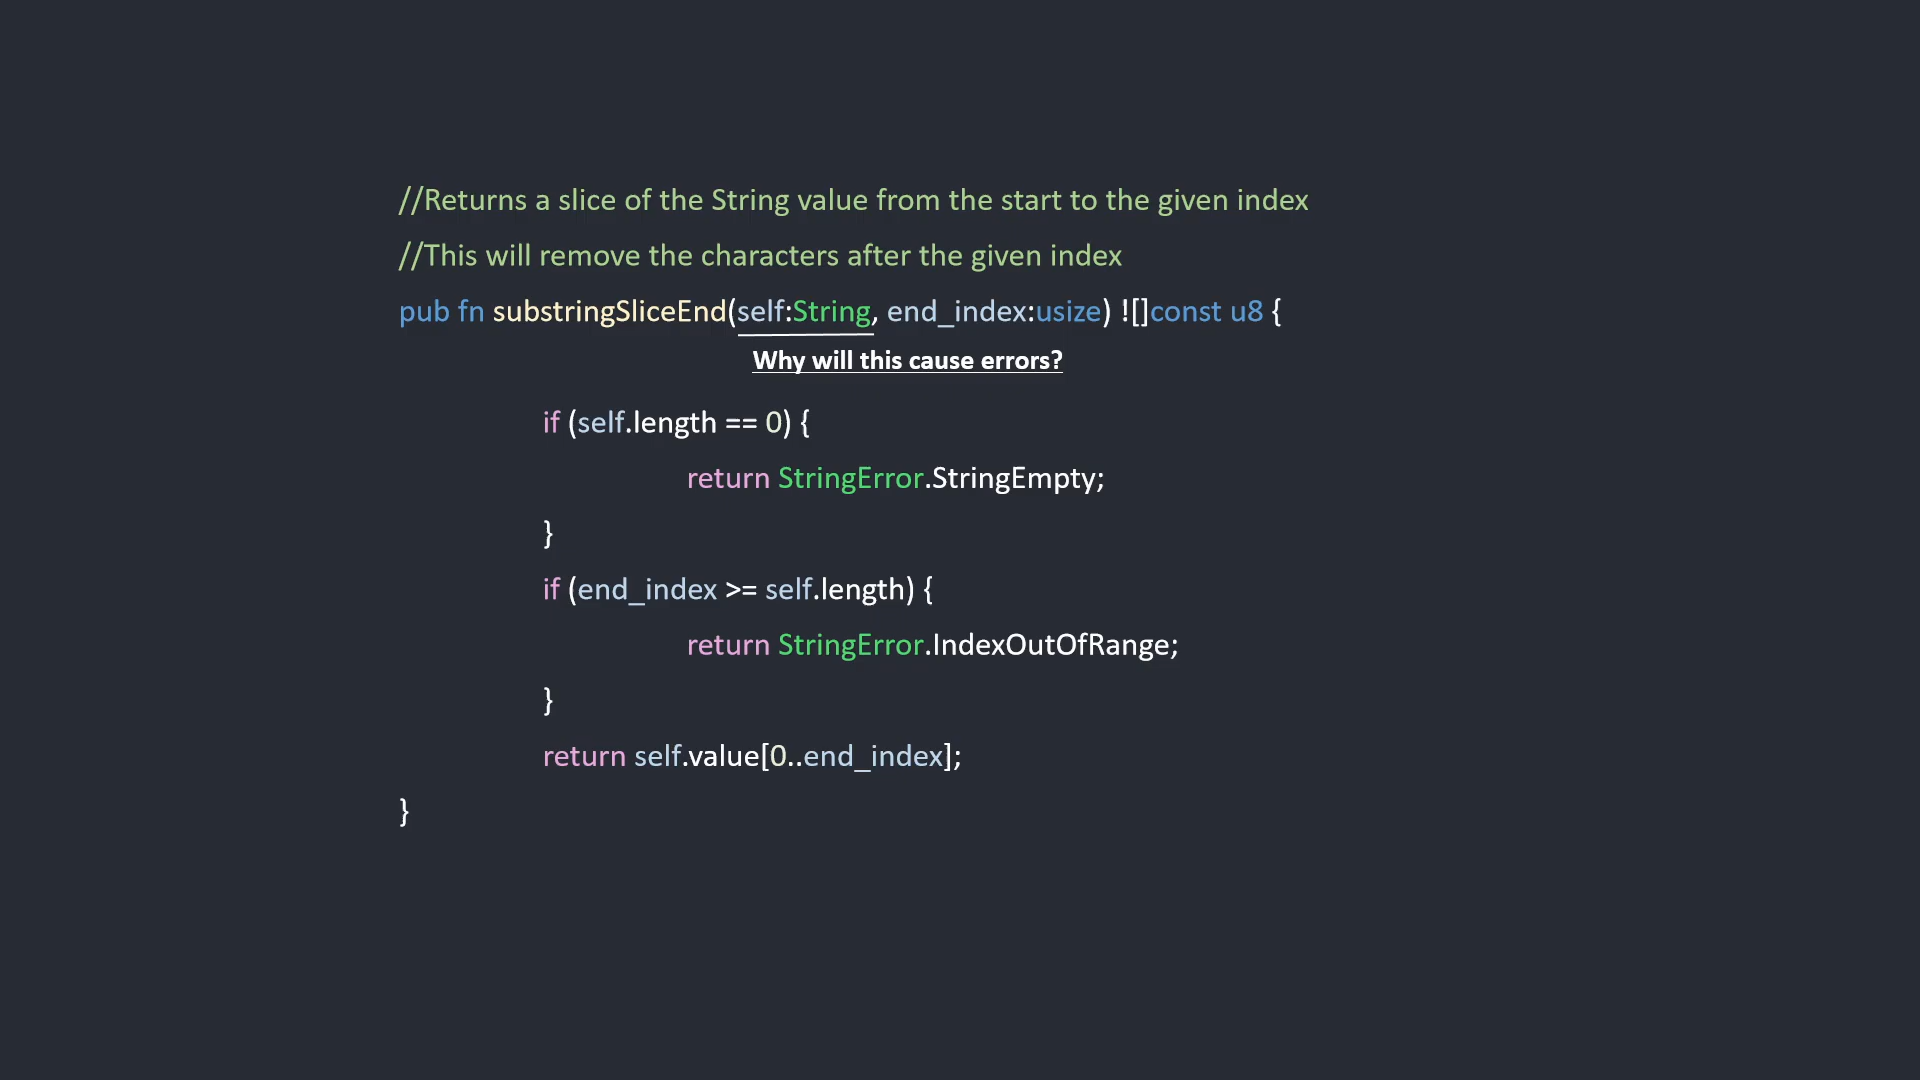 //Returns a slice of the String value from the start to the given index
//This will remove the characters after the given index
pub fn substringSliceEnd(self:String, end_index:usize) ![]const u8 {
Why will this cause errors?
if (self.length == 0) {
return StringError.StringEmpty;
}
if (end_index >= self.length) {
return StringError.IndexOutOfRange;
}
return self.value[0..end_index];
}